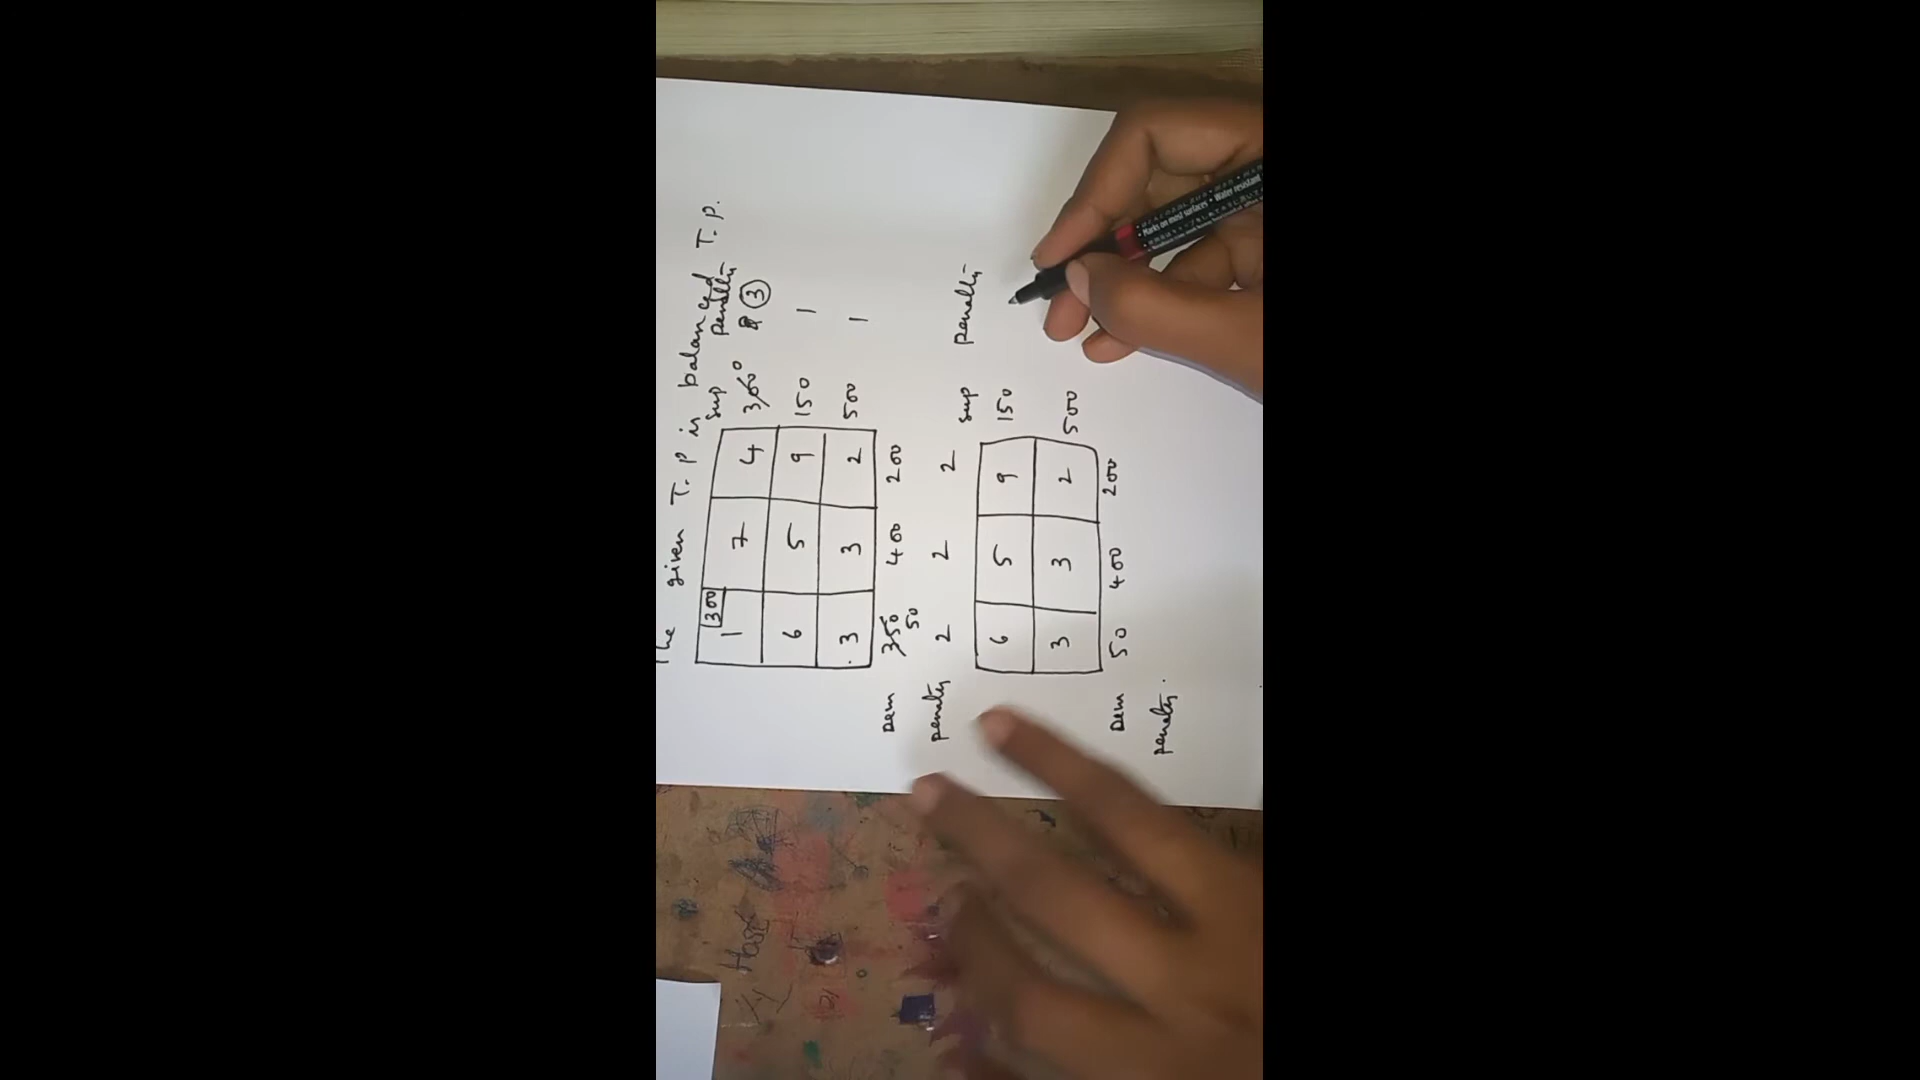 The given T. P is balanced T. P.
sup penalty
300 1 7 4 300 0 3
6 5 9 150 1
3 3 2 500 1
Dem 350 400 200
50
penalty 2 2 2
sup penalty
6 5 9 150
3 3 2 500
Dem 50 400 200
penalty.
• Marks on most surfaces • Water resistant